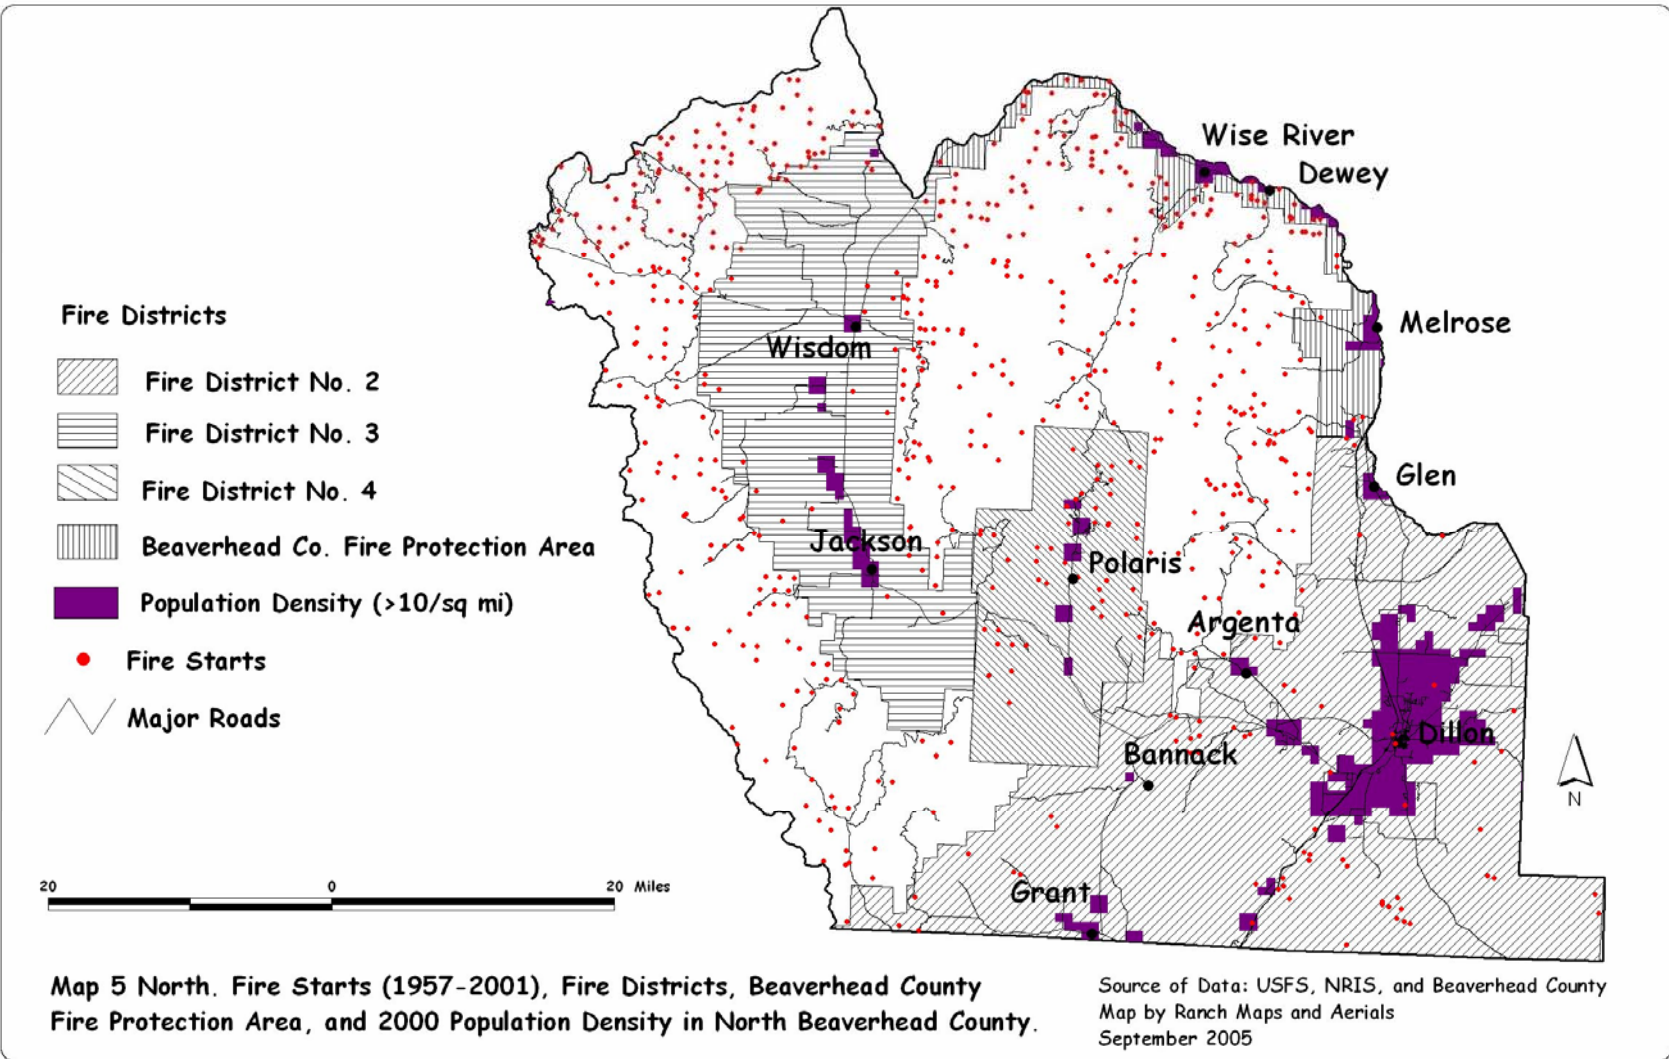 Wise River
Dewey
Melrose
Wisdom
Glen
Jackson
Polaris
Argenta
Dillon
Bannack
Grant
Fire Districts
Fire District No. 2
Fire District No. 3
Fire District No. 4
Beaverhead Co. Fire Protection Area
Population Density (>10/sq mi)
Fire Starts
Major Roads
N
20 0 20 Miles
Map 5 North. Fire Starts (1957-2001), Fire Districts, Beaverhead County
Fire Protection Area, and 2000 Population Density in North Beaverhead County.
Source of Data: USFS, NRIS, and Beaverhead County
Map by Ranch Maps and Aerials
September 2005